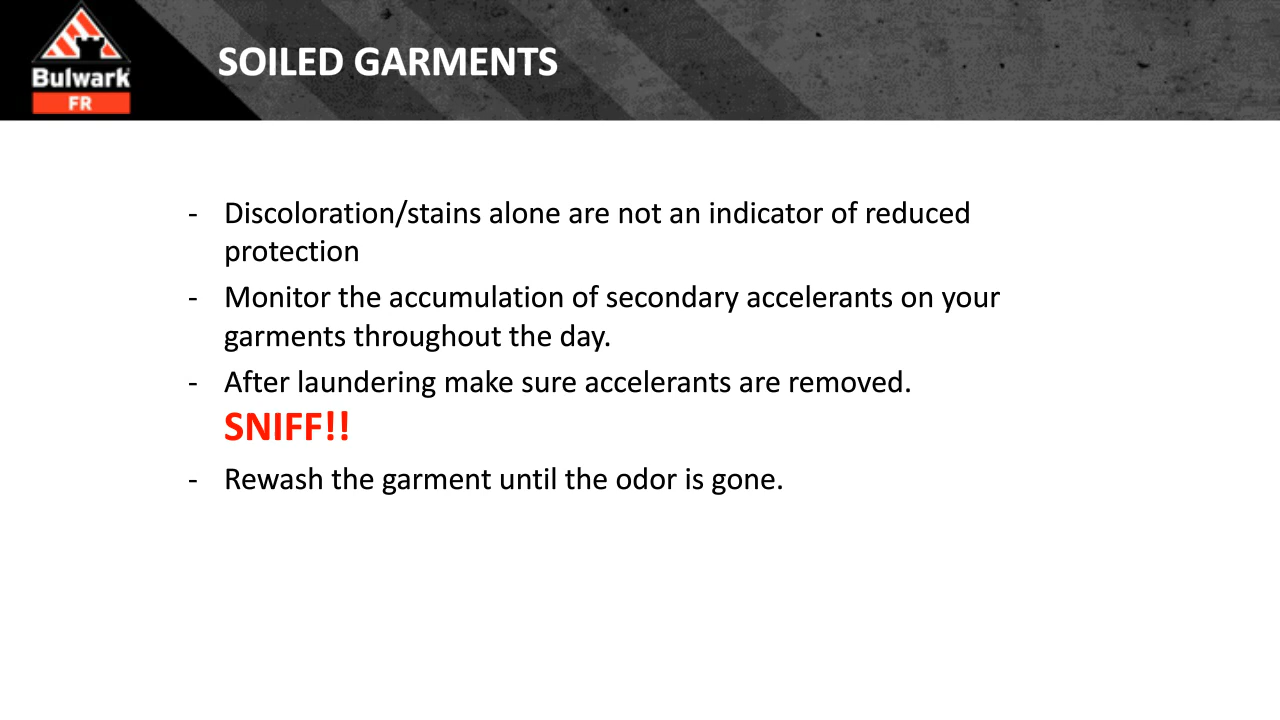 Bulwark
FR
SOILED GARMENTS
- Discoloration/stains alone are not an indicator of reduced
protection
- Monitor the accumulation of secondary accelerants on your
garments throughout the day.
- After laundering make sure accelerants are removed.
SNIFF!!
- Rewash the garment until the odor is gone.